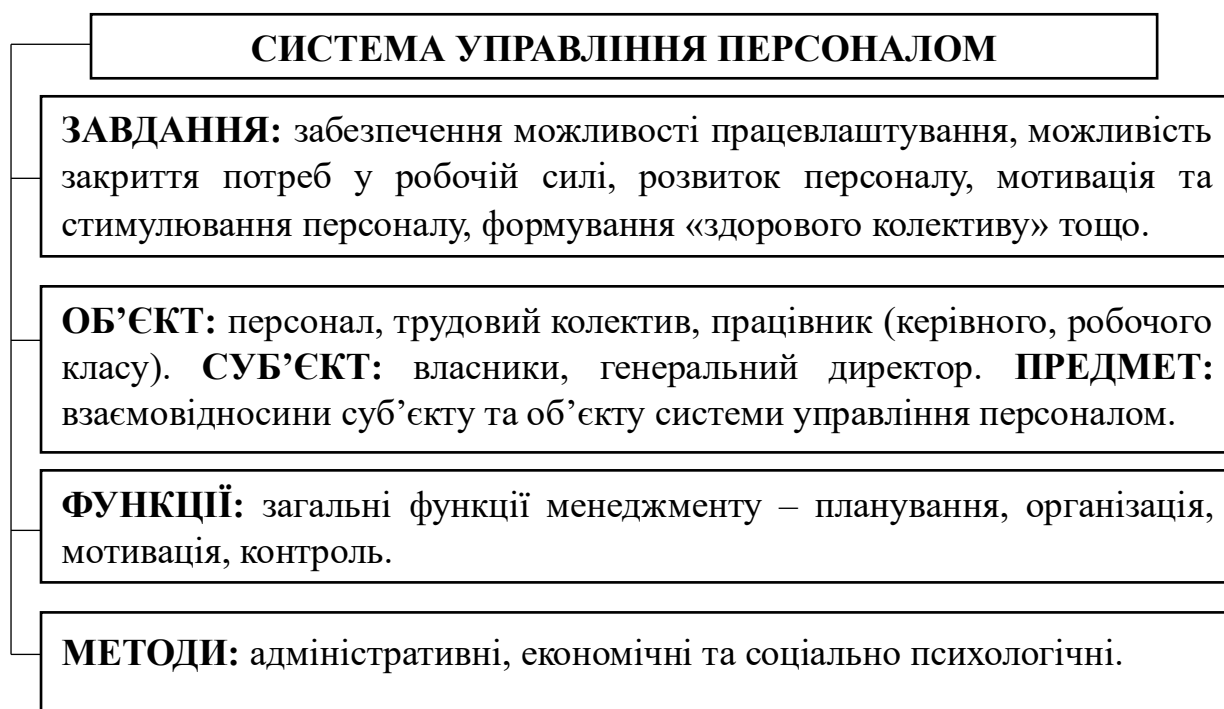 СИСТЕМА УПРАВЛІННЯ ПЕРСОНАЛОМ
ЗАВДАННЯ: забезпечення можливості працевлаштування, можливість
закриття потреб у робочій силі, розвиток персоналу, мотивація та
стимулювання персоналу, формування «здорового колективу» тощо.
ОБ’ЄКТ: персонал, трудовий колектив, працівник (керівного, робочого
класу). СУБ’ЄКТ: власники, генеральний директор. ПРЕДМЕТ:
взаємовідносини суб’єкту та об’єкту системи управління персоналом.
ФУНКЦІЇ: загальні функції менеджменту – планування, організація,
мотивація, контроль.
МЕТОДИ: адміністративні, економічні та соціально психологічні.